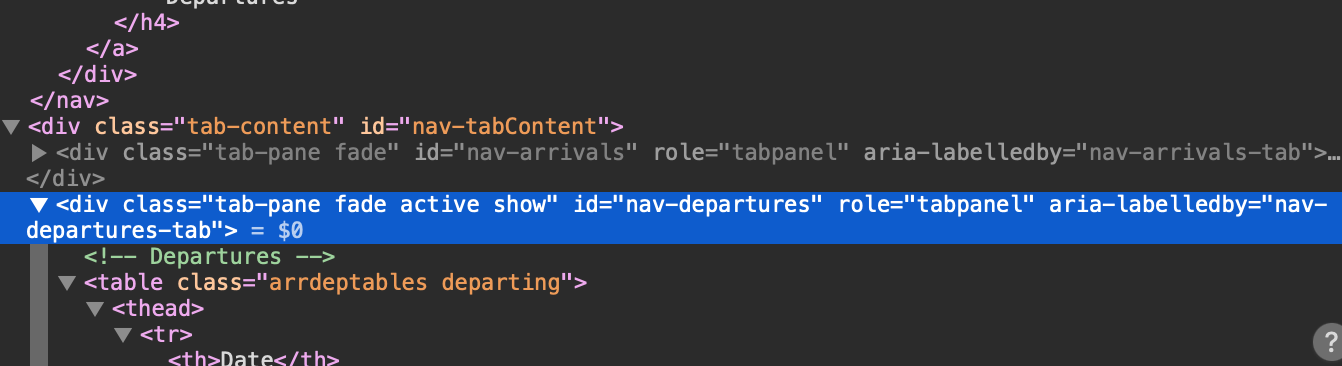 Departures
</h4>
</a>
</div>
</nav>
▼ <div class="tab-content" id="nav-tabContent">
▶ <div class="tab-pane fade" id="nav-arrivals" role="tabpanel" aria-labelledby="nav-arrivals-tab">…
</div>
▼ <div class="tab-pane fade active show" id="nav-departures" role="tabpanel" aria-labelledby="nav-
departures-tab"> = $0
<!-- Departures -->
▼ <table class="arrdeptables departing">
▼ <thead>
▼ <tr>
<th>Date</th>
?